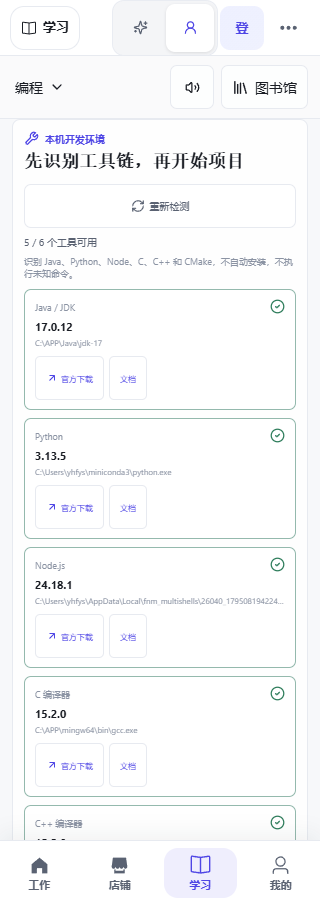 学习
登
编程
图书馆
本机开发环境
先识别工具链，再开始项目
重新检测
5 / 6 个工具可用
识别 Java、Python、Node、C、C++ 和 CMake，不自动安装，不执
行未知命令。
Java / JDK
17.0.12
C:\APP\Java\jdk-17
官方下载
文档
Python
3.13.5
C:\Users\yhfys\miniconda3\python.exe
官方下载
文档
Node.js
24.18.1
C:\Users\yhfys\AppData\Local\fnm_multishells\26040_179508194224...
官方下载
文档
C 编译器
15.2.0
C:\APP\mingw64\bin\gcc.exe
官方下载
文档
C++ 编译器
工作
店铺
学习
我的